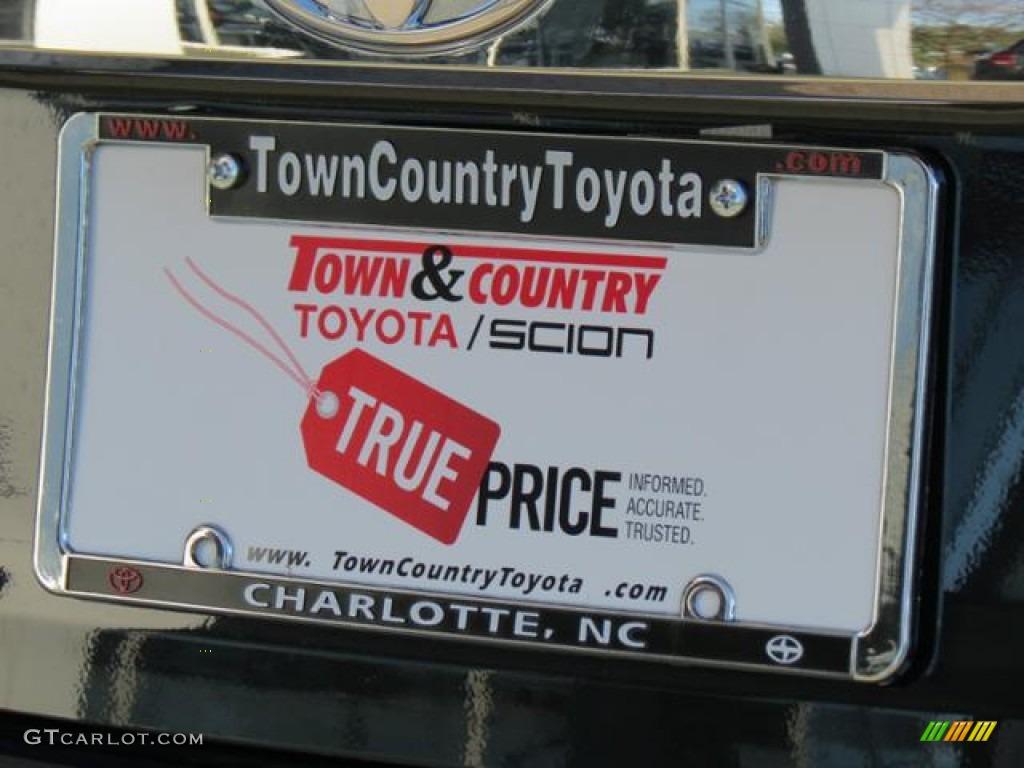 www. TownCountryToyota .com
TOWN & COUNTRY
TOYOTA / SCION
TRUE PRICE
INFORMED.
ACCURATE.
TRUSTED.
www. TownCountryToyota .com
CHARLOTTE, NC
GTCARLOT.COM